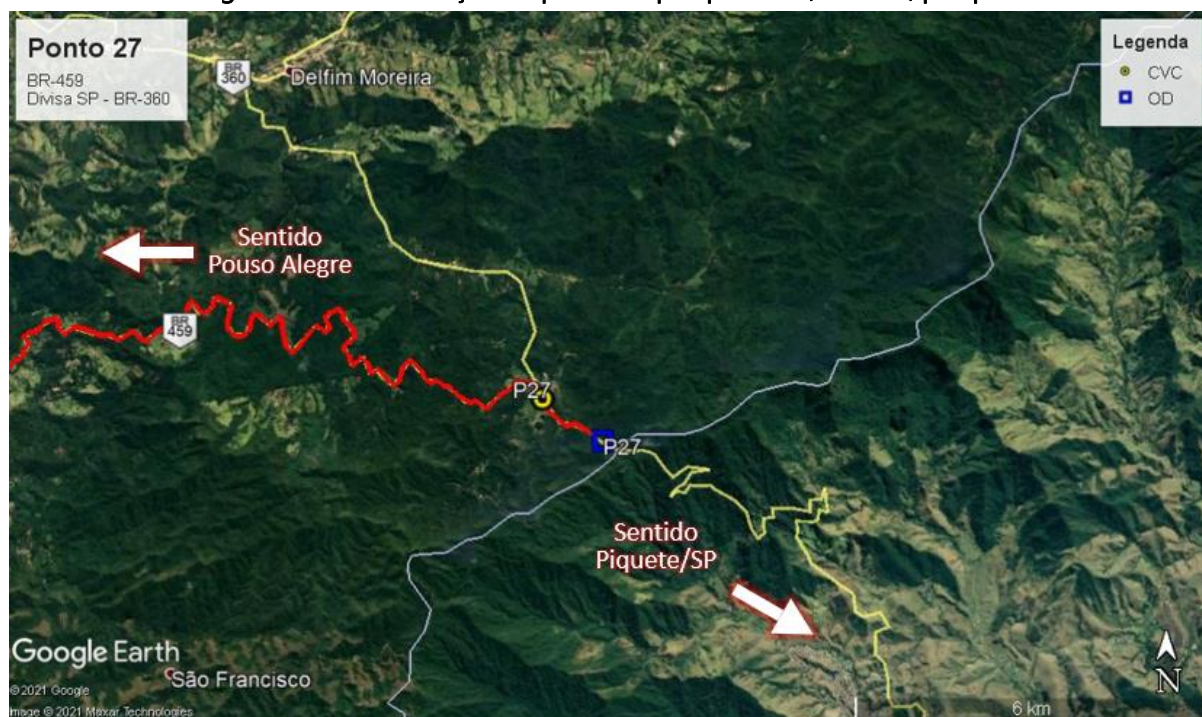 Ponto 27
BR-459
Divisa SP - BR-360
BR
360
Delfim Moreira
Legenda
CVC
OD
Sentido
Pouso Alegre
BR
459
P27
P27
Sentido
Piquete/SP
Google Earth
São Francisco
© 2021 Google
Image © 2021 Maxar Technologies
6 km
N